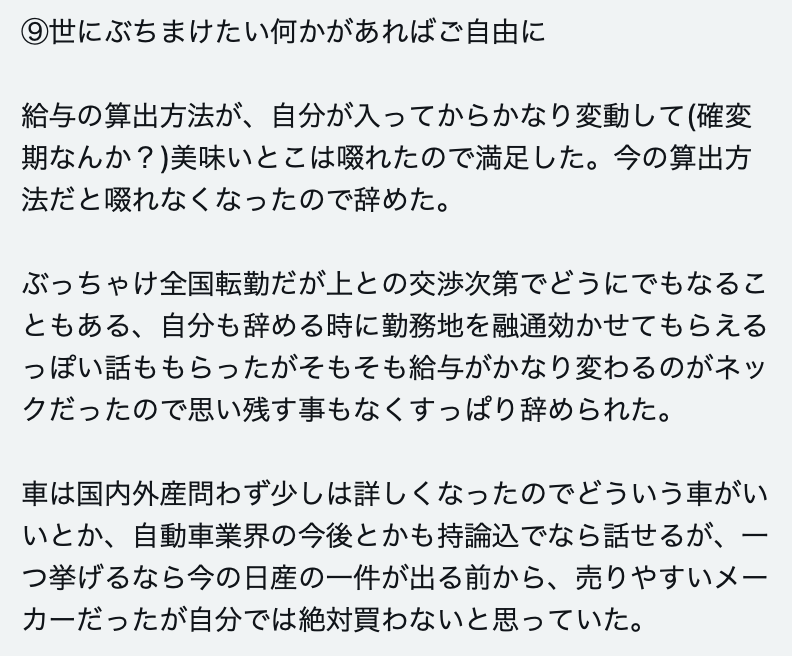 ⑨世にぶちまけたい何かがあればご自由に
給与の算出方法が、自分が入ってからかなり変動して(確変
期なんか？)美味いとこは啜れたので満足した。今の算出方
法だと啜れなくなったので辞めた。
ぶっちゃけ全国転勤だが上との交渉次第でどうにでもなるこ
ともある、自分も辞める時に勤務地を融通効かせてもらえる
っぽい話ももらったがそもそも給与がかなり変わるのがネッ
クだったので思い残す事もなくすっぱり辞められた。
車は国内外産問わず少しは詳しくなったのでどういう車がい
いとか、自動車業界の今後とかも持論込でなら話せるが、一
つ挙げるなら今の日産の一件が出る前から、売りやすいメー
カーだったが自分では絶対買わないと思っていた。